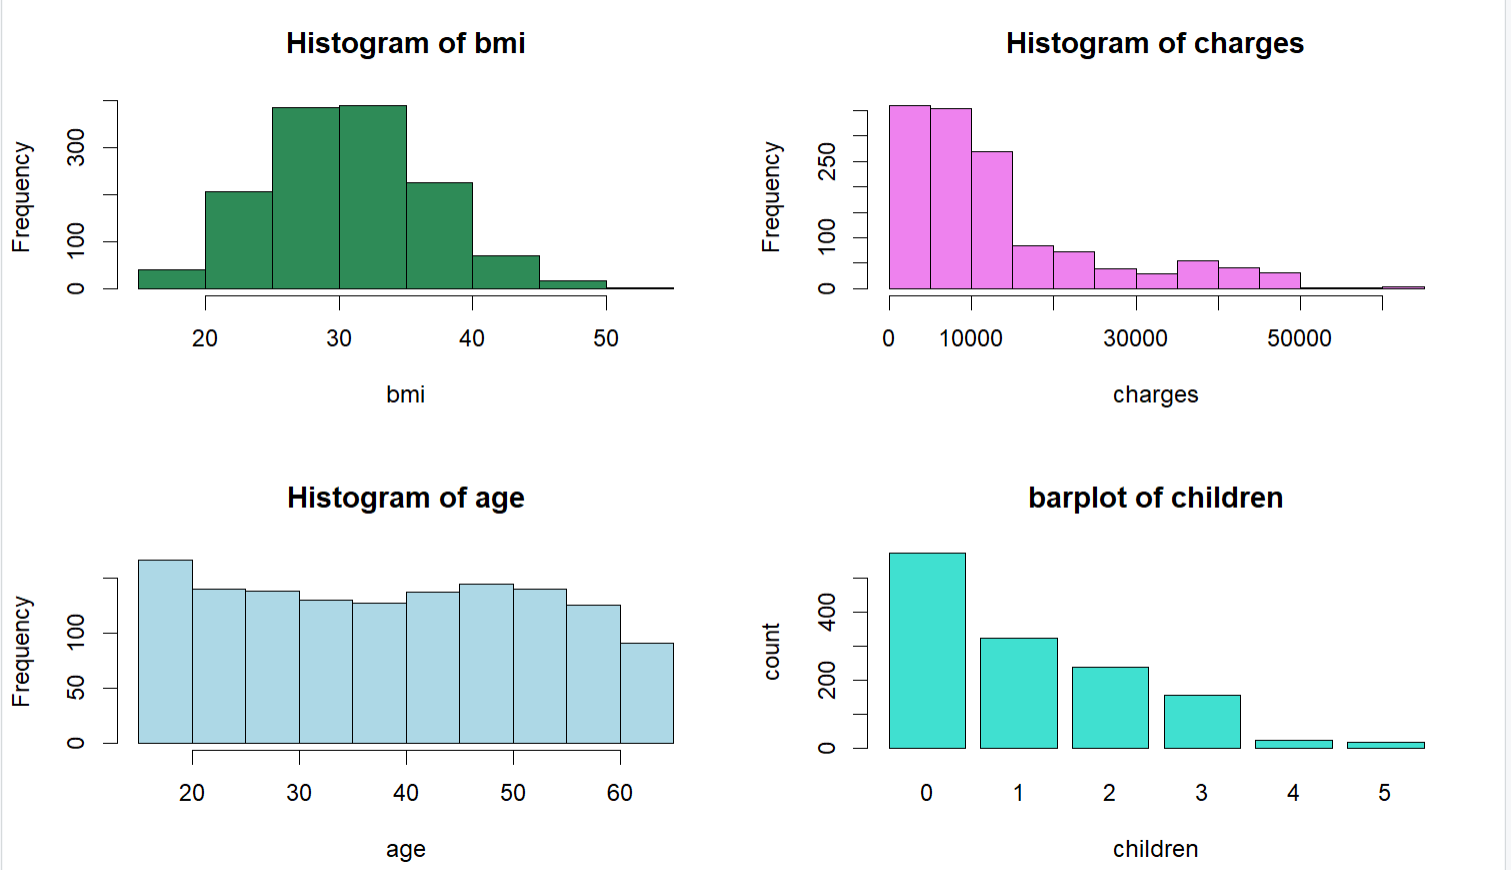 Histogram of bmi
Frequency
300
100
0
20 30 40 50
bmi
Histogram of charges
Frequency
250
100
0
0 10000 30000 50000
charges
Histogram of age
Frequency
100
50
0
20 30 40 50 60
age
barplot of children
count
400
200
0
0 1 2 3 4 5
children